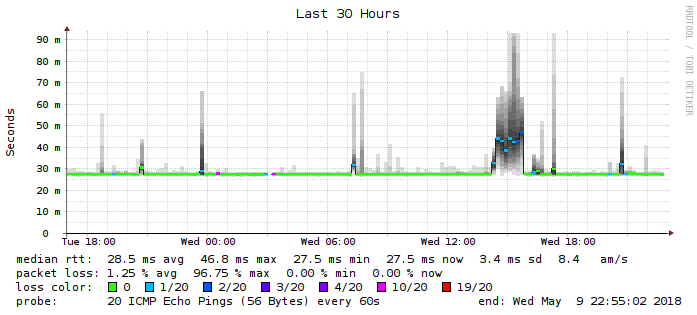 Last 30 Hours
RRDTOOL / TOBI OETIKER
Seconds
90 m
80 m
70 m
60 m
50 m
40 m
30 m
20 m
10 m
0
Tue 18:00 Wed 00:00 Wed 06:00 Wed 12:00 Wed 18:00
median rtt: 28.5 ms avg 46.8 ms max 27.5 ms min 27.5 ms now 3.4 ms sd 8.4 am/s
packet loss: 1.25 % avg 96.75 % max 0.00 % min 0.00 % now
loss color: 0 1/20 2/20 3/20 4/20 10/20 19/20
probe: 20 ICMP Echo Pings (56 Bytes) every 60s end: Wed May 9 22:55:02 2018